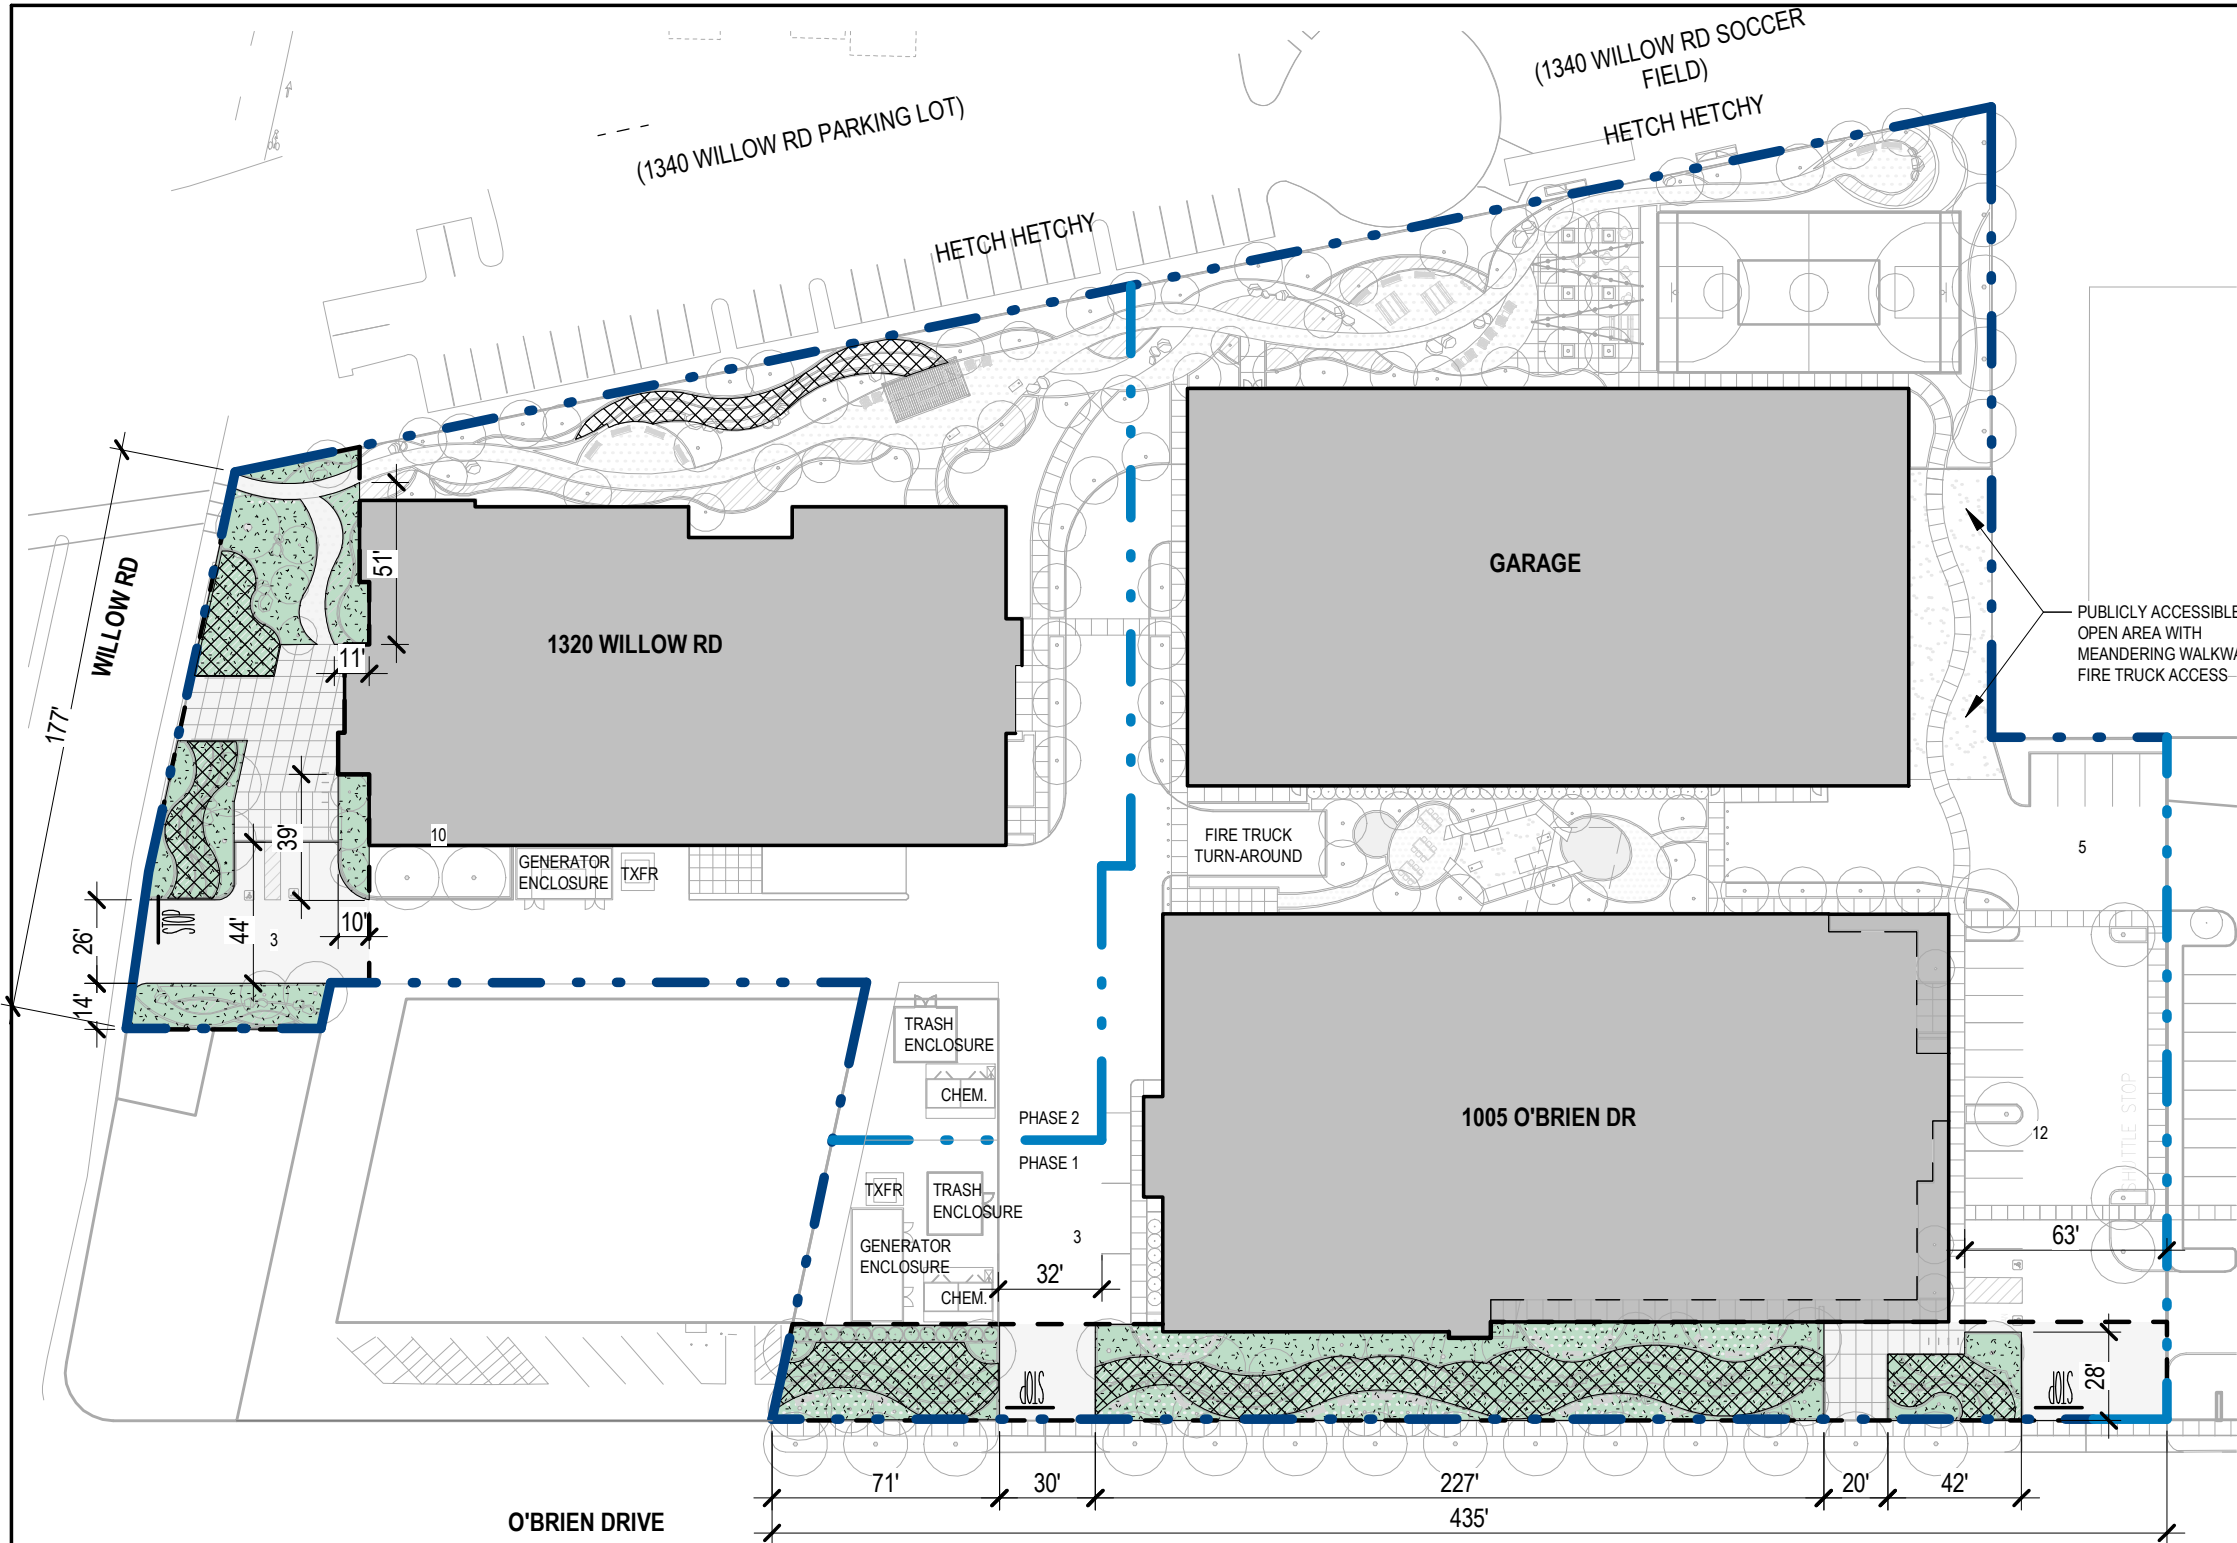 (1340 WILLOW RD SOCCER
FIELD)
HETCH HETCHY
(1340 WILLOW RD PARKING LOT)
HETCH HETCHY
WILLOW RD
177'
51'
11'
1320 WILLOW RD
GARAGE
PUBLICLY ACCESSIBLE
OPEN AREA WITH
MEANDERING WALKWA
FIRE TRUCK ACCESS
39'
10
GENERATOR
ENCLOSURE
TXFR
FIRE TRUCK
TURN-AROUND
5
STOP
26'
44'
3
10'
14'
TRASH
ENCLOSURE
CHEM.
PHASE 2
PHASE 1
1005 O'BRIEN DR
12
SHUTTLE STOP
TXFR
TRASH
ENCLOSURE
GENERATOR
ENCLOSURE
CHEM.
3
32'
63'
STOP
STOP
28'
71'
30'
227'
20'
42'
435'
O'BRIEN DRIVE